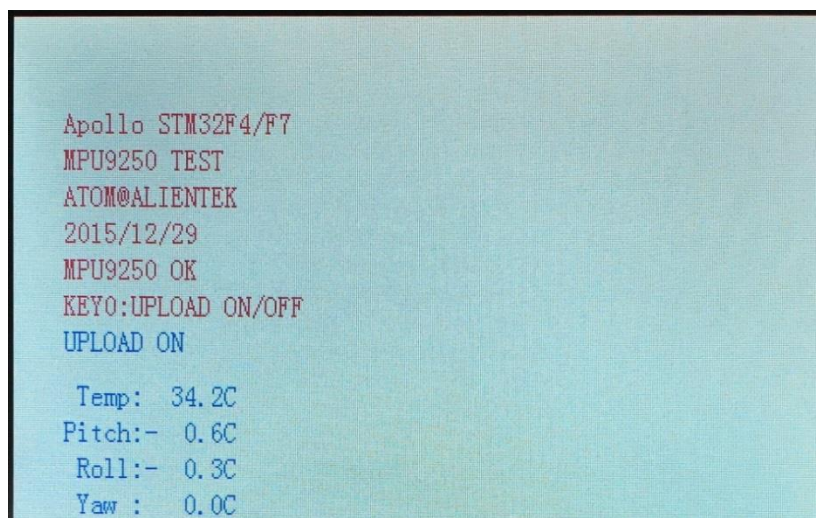 Apollo STM32F4/F7
MPU9250 TEST
ATOM@ALIENTEK
2015/12/29
MPU9250 OK
KEY0:UPLOAD ON/OFF
UPLOAD ON
Temp: 34.2C
Pitch:- 0.6C
Roll:- 0.3C
Yaw : 0.0C